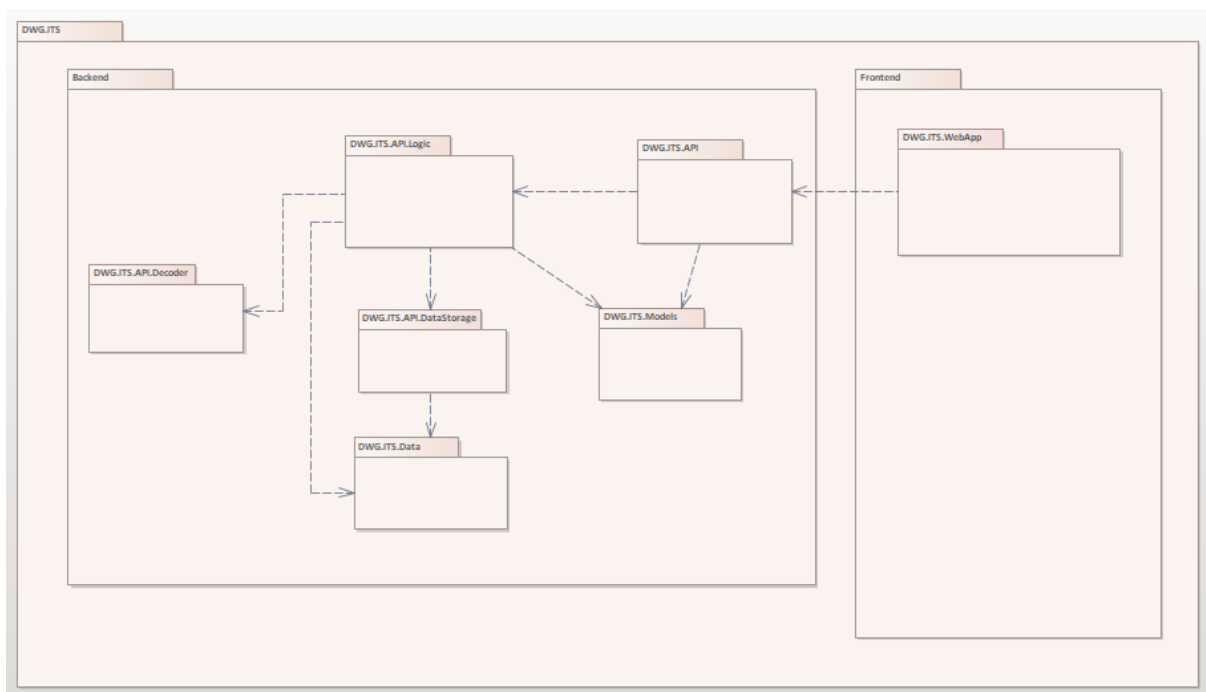 DWG.ITS
Backend
Frontend
DWG.ITS.API.Logic
DWG.ITS.API
DWG.ITS.WebApp
DWG.ITS.API.Decoder
DWG.ITS.API.DataStorage
DWG.ITS.Models
DWG.ITS.Data